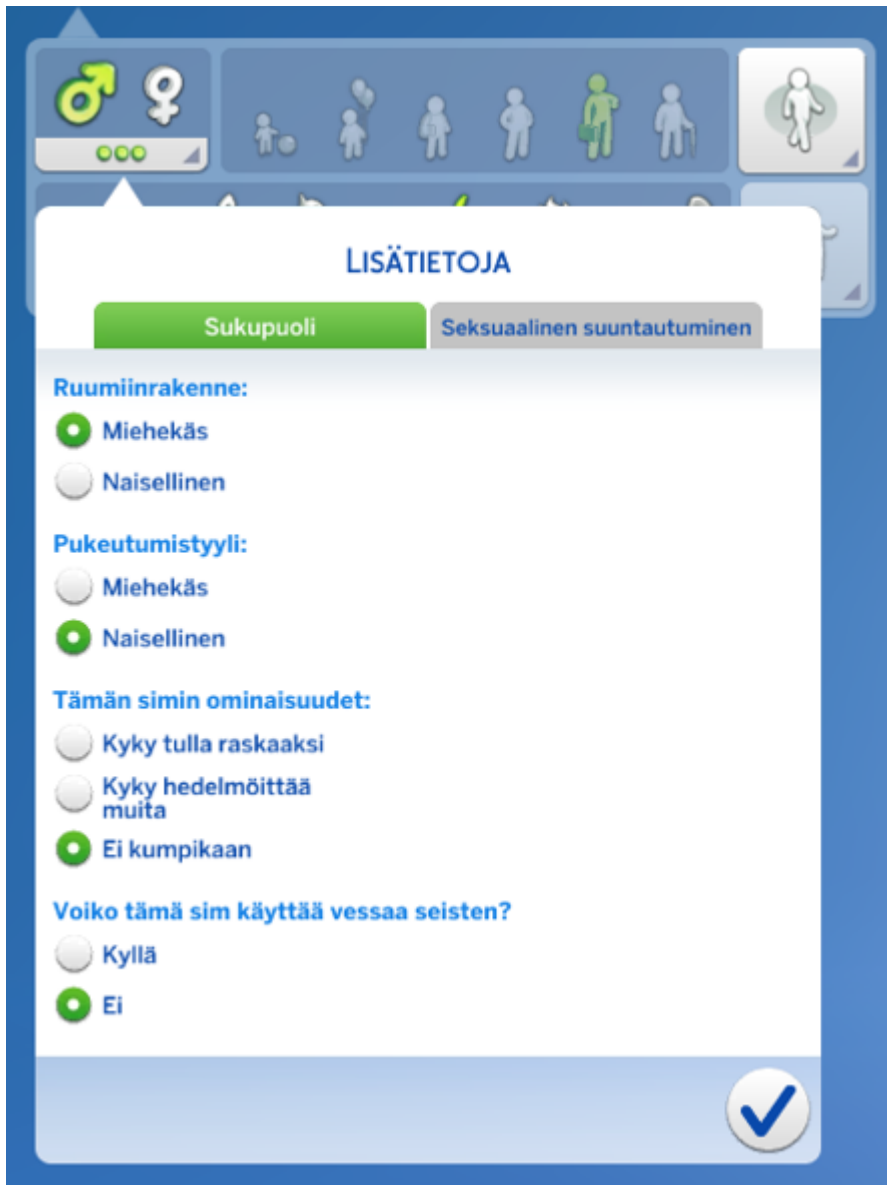 LISÄTIETOJA
Sukupuoli
Seksuaalinen suuntautuminen
Ruumiinrakenne:
Miehekäs
Naisellinen
Pukeutumistyyli:
Miehekäs
Naisellinen
Tämän simin ominaisuudet:
Kyky tulla raskaaksi
Kyky hedelmöittää
muita
Ei kumpikaan
Voiko tämä sim käyttää vessaa seisten?
Kyllä
Ei